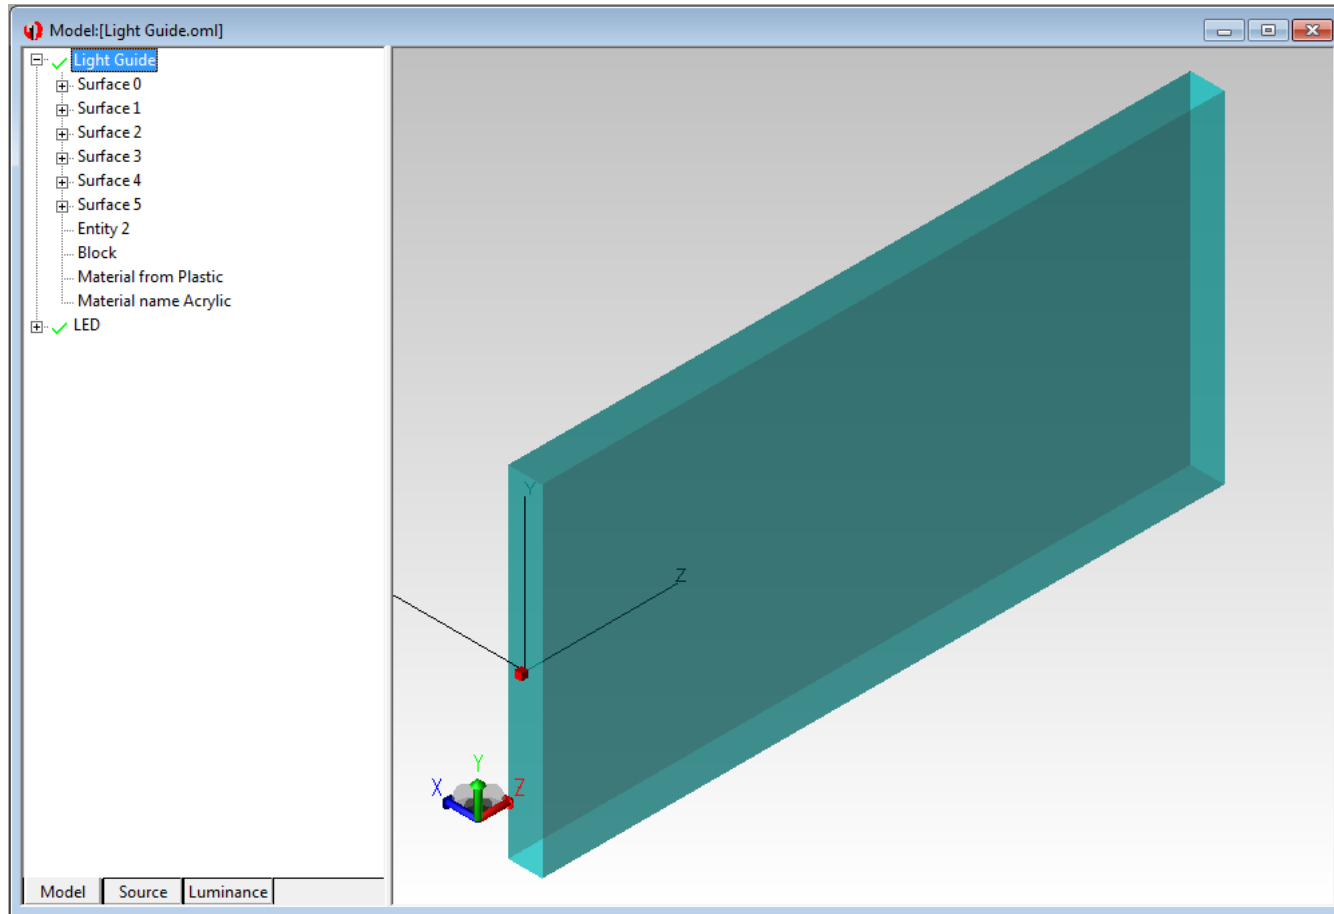 Model:[Light Guide.oml]
Light Guide
Surface 0
Surface 1
Surface 2
Surface 3
Surface 4
Surface 5
Entity 2
Block
Material from Plastic
Material name Acrylic
LED
Y
Z
Y
X
Z
Model Source Luminance